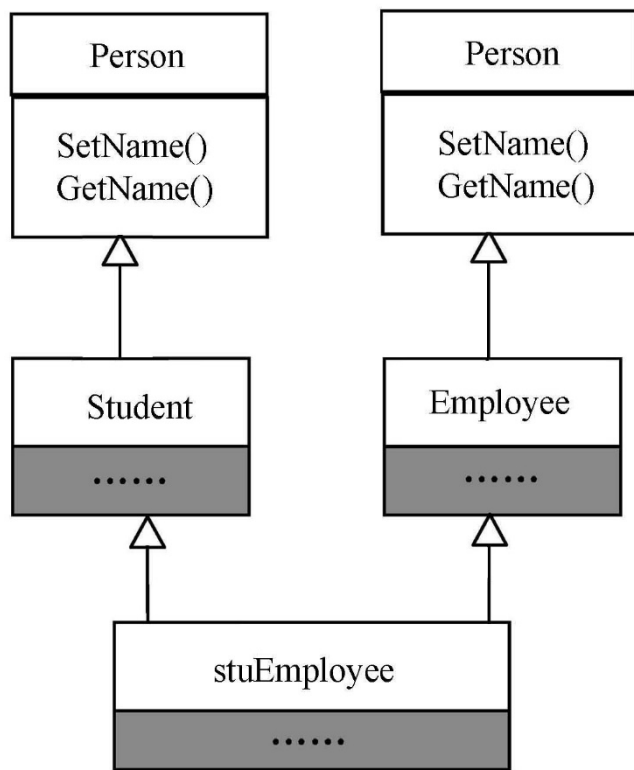 Person
SetName()
GetName()
Person
SetName()
GetName()
Student
......
Employee
......
stuEmployee
......